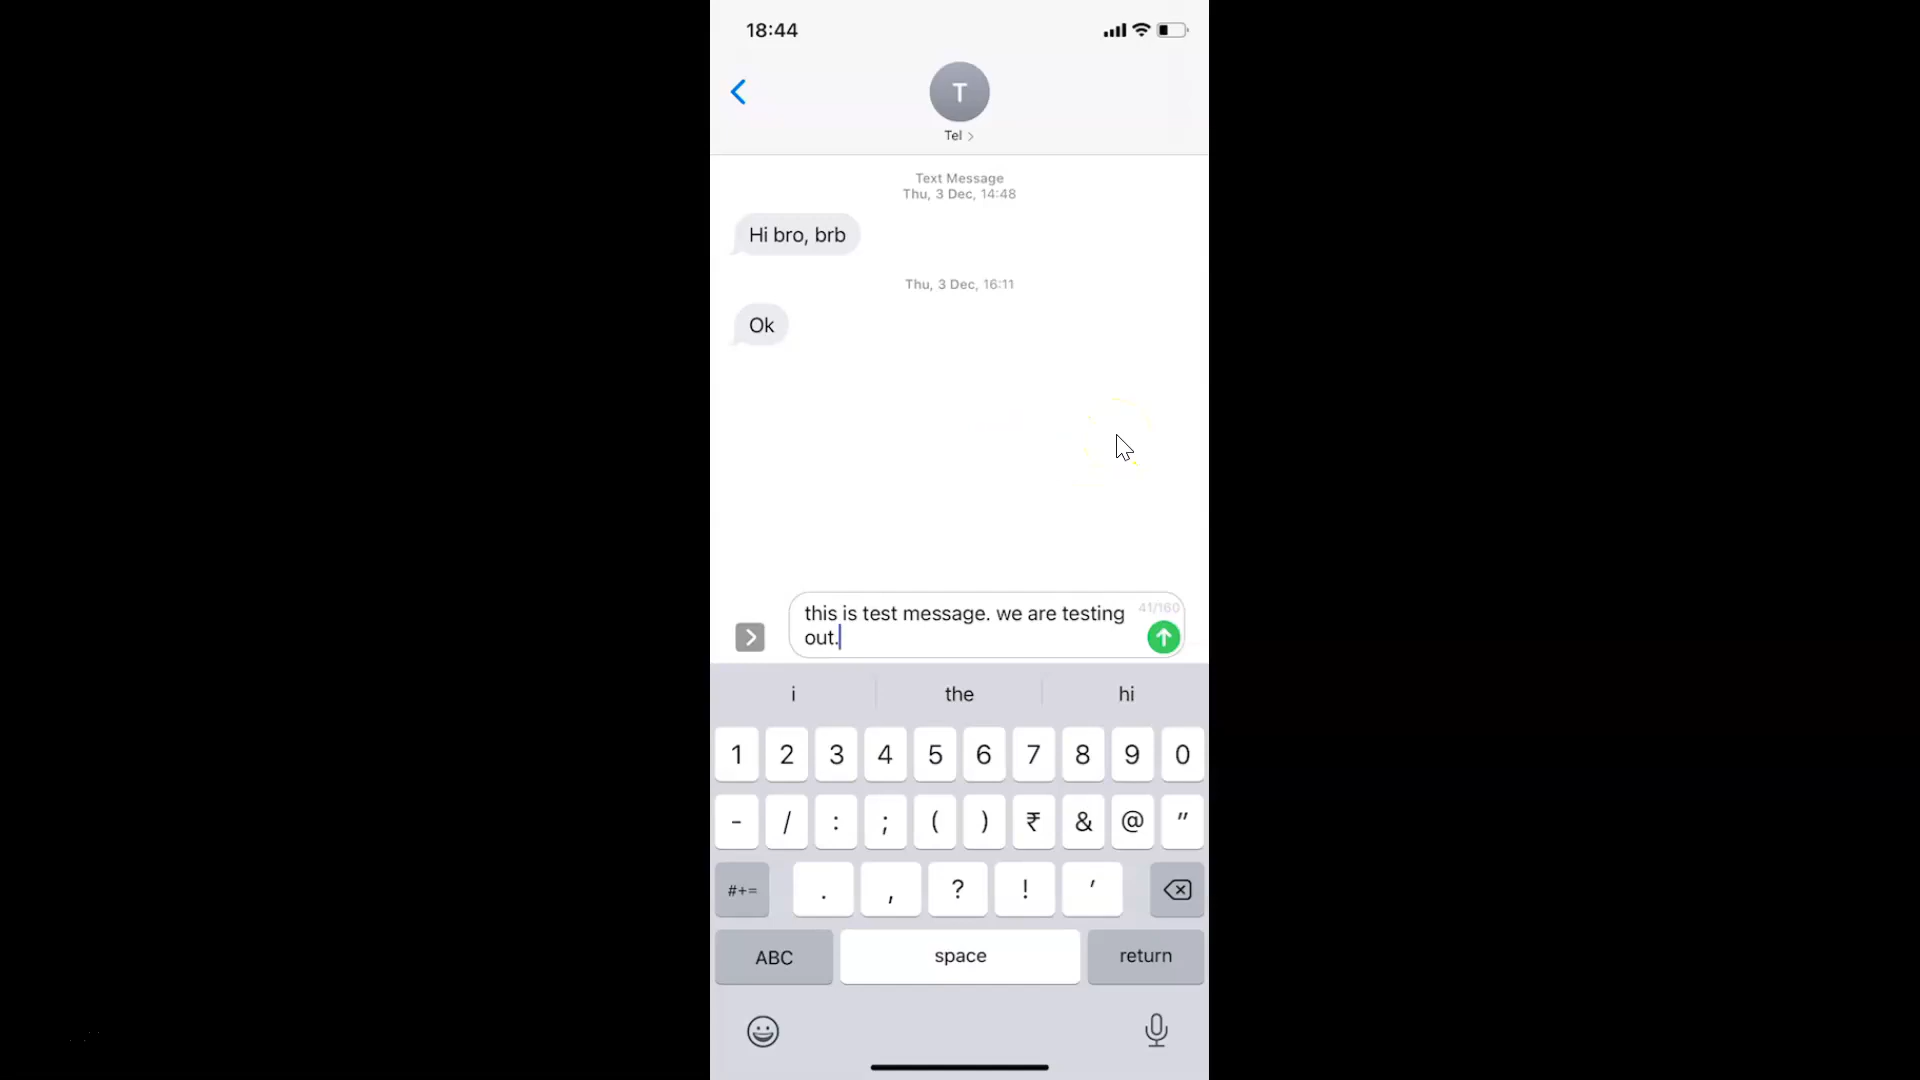 18:44
T
Tel >
Text Message
Thu, 3 Dec, 14:48
Hi bro, brb
Thu, 3 Dec, 16:11
Ok
this is test message. we are testing
41/160
out.
i the hi
1 2 3 4 5 6 7 8 9 0
- / : ; ( ) ₹ & @ "
#+= . , ? ! '
ABC space return